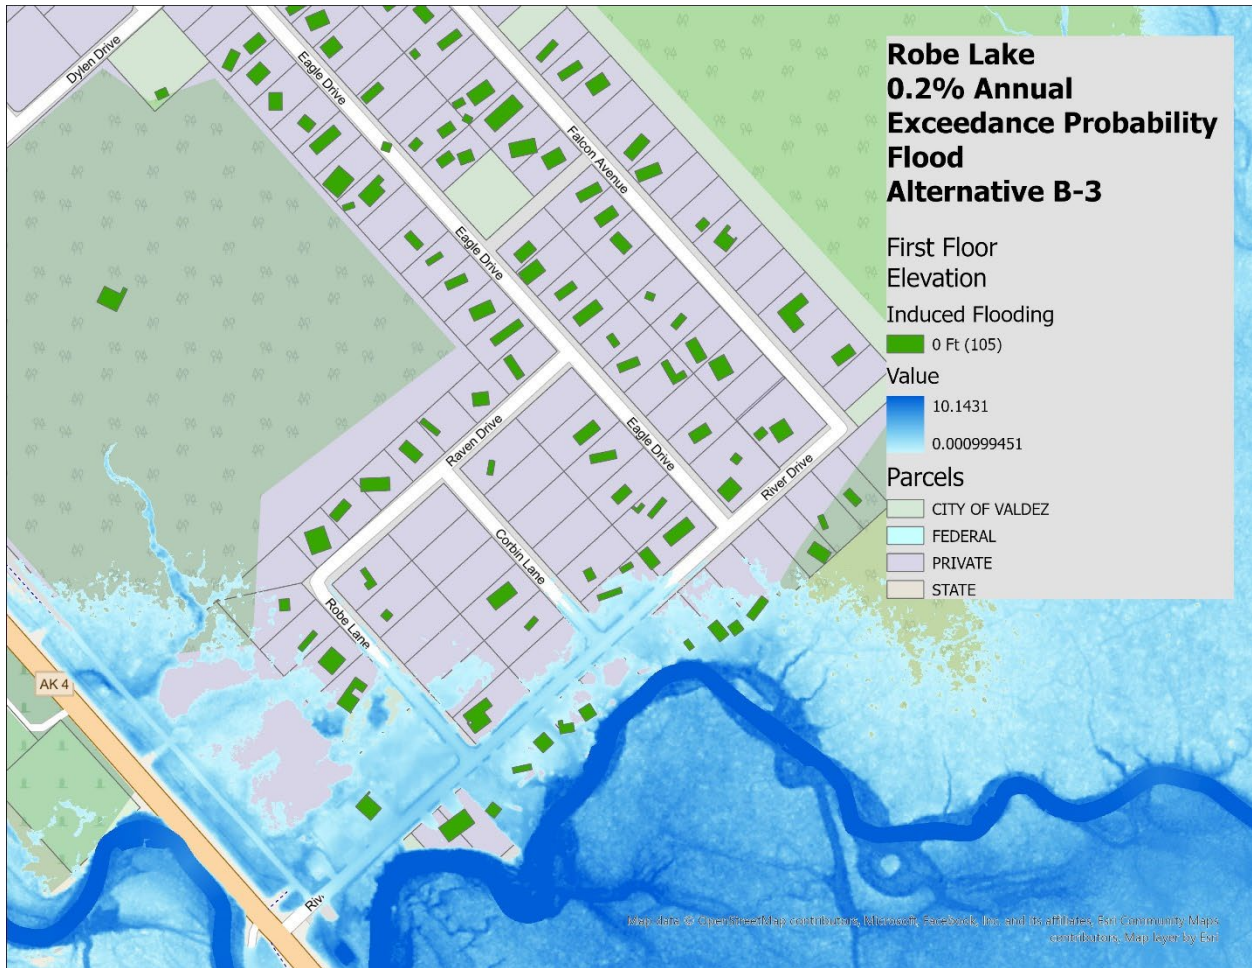 Robe Lake
0.2% Annual
Exceedance Probability
Flood
Alternative B-3
First Floor
Elevation
Induced Flooding
0 Ft (105)
Value
10.1431
0.000999451
Parcels
CITY OF VALDEZ
FEDERAL
PRIVATE
STATE
Dylen Drive
Eagle Drive
Falcon Avenue
Eagle Drive
Raven Drive
Eagle Drive
River Drive
Corbin Lane
Robe Lane
AK 4
Riv
Map data © OpenStreetMap contributors, Microsoft, Facebook, Inc. and its affiliates, Esri Community Maps
contributors, Map layer by Esri